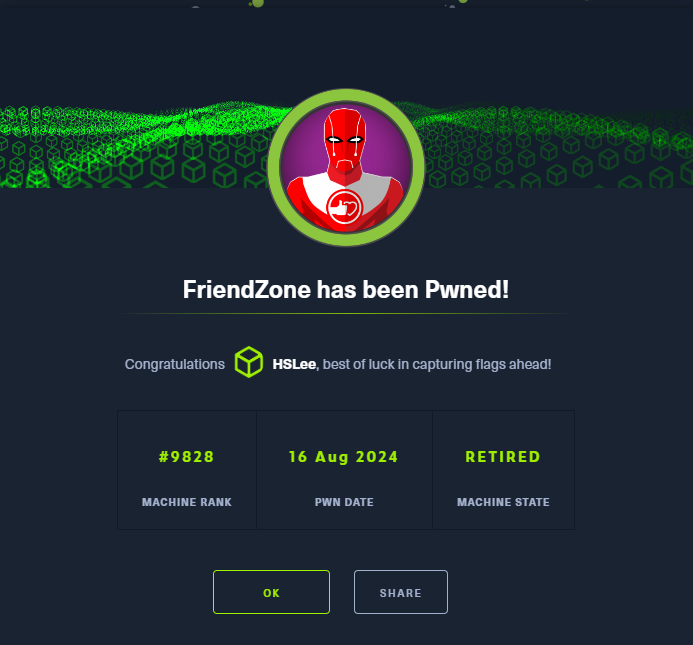 FriendZone has been Pwned!
Congratulations HSLee, best of luck in capturing flags ahead!
#9828 16 Aug 2024 RETIRED
MACHINE RANK PWN DATE MACHINE STATE
OK SHARE